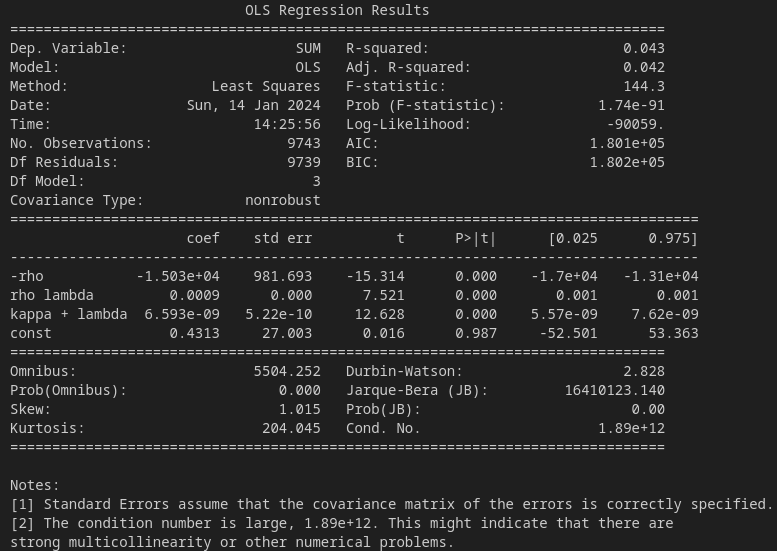 OLS Regression Results
==============================================================================
Dep. Variable:                    SUM   R-squared:                       0.043
Model:                            OLS   Adj. R-squared:                  0.042
Method:                 Least Squares   F-statistic:                     144.3
Date:                Sun, 14 Jan 2024   Prob (F-statistic):           1.74e-91
Time:                        14:25:56   Log-Likelihood:                -90059.
No. Observations:                9743   AIC:                         1.801e+05
Df Residuals:                    9739   BIC:                         1.802e+05
Df Model:                           3
Covariance Type:            nonrobust
==================================================================================
                     coef    std err          t      P>|t|      [0.025      0.975]
----------------------------------------------------------------------------------
-rho           -1.503e+04    981.693    -15.314      0.000    -1.7e+04   -1.31e+04
rho lambda         0.0009      0.000      7.521      0.000       0.001       0.001
kappa + lambda  6.593e-09   5.22e-10     12.628      0.000    5.57e-09    7.62e-09
const              0.4313     27.003      0.016      0.987     -52.501      53.363
==============================================================================
Omnibus:                     5504.252   Durbin-Watson:                   2.828
Prob(Omnibus):                  0.000   Jarque-Bera (JB):         16410123.140
Skew:                           1.015   Prob(JB):                         0.00
Kurtosis:                     204.045   Cond. No.                     1.89e+12
==============================================================================
Notes:
[1] Standard Errors assume that the covariance matrix of the errors is correctly specified.
[2] The condition number is large, 1.89e+12. This might indicate that there are
strong multicollinearity or other numerical problems.